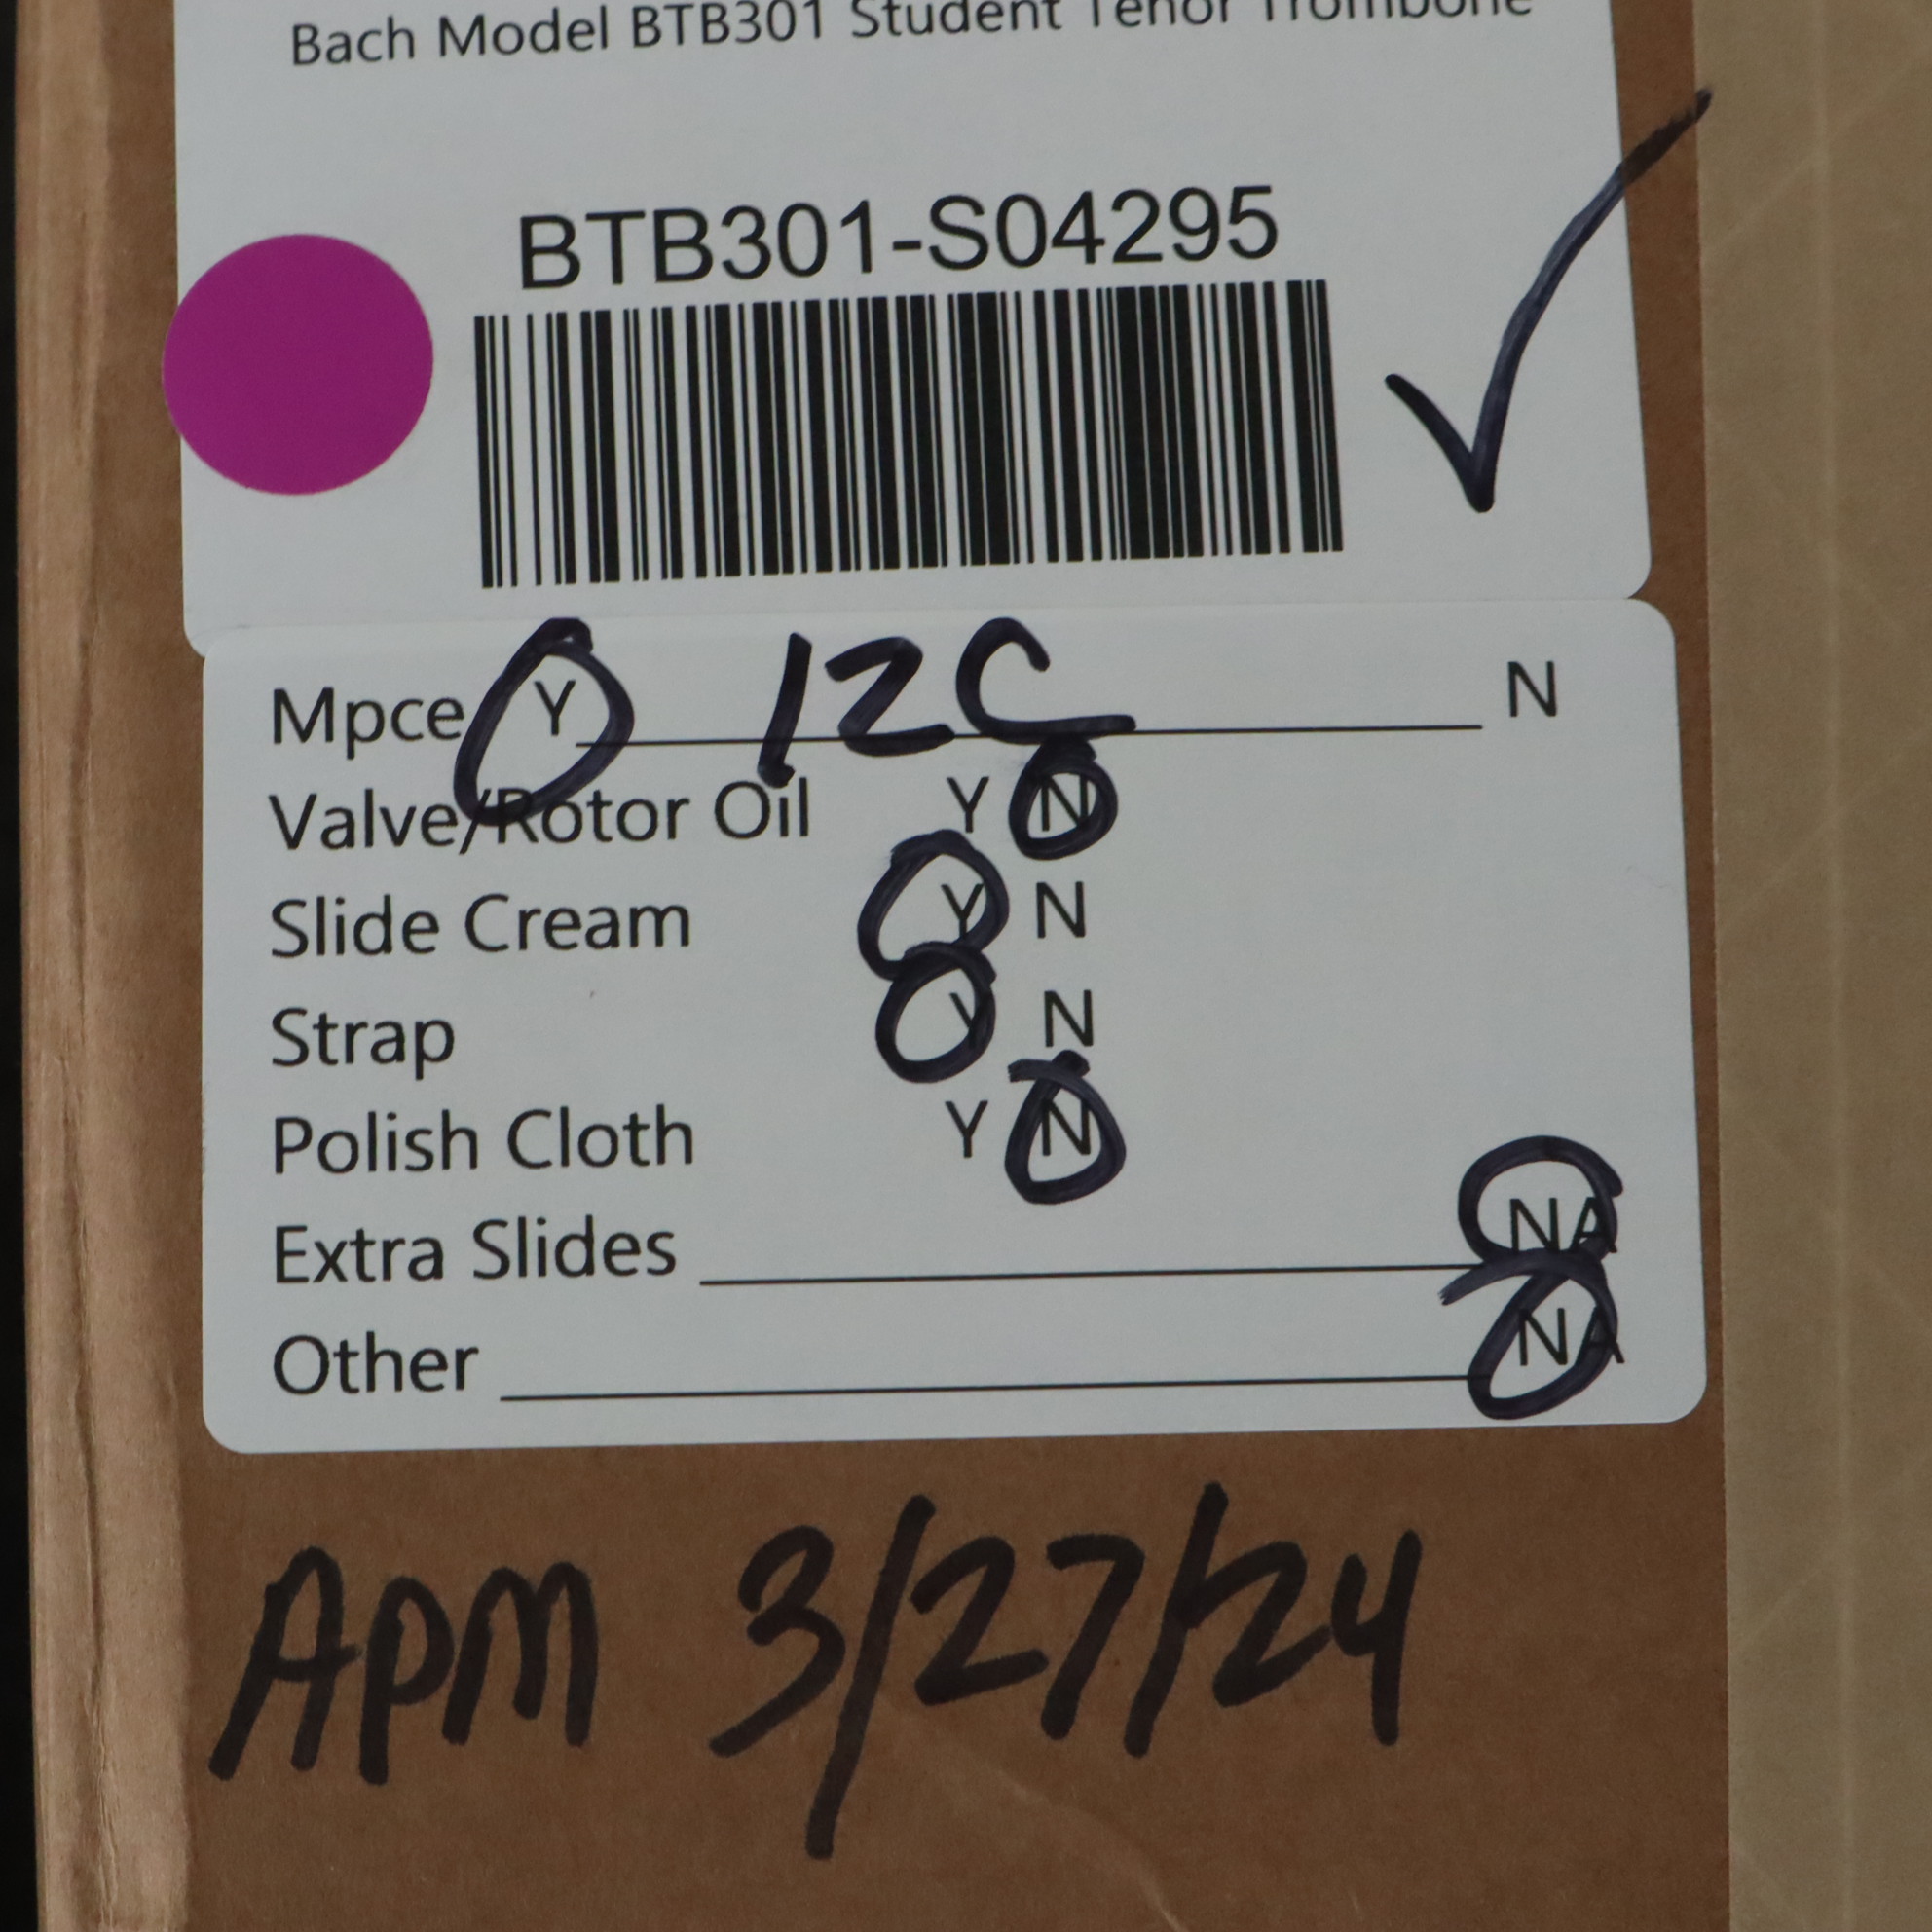 Bach Model BTB301 Student Tenor Trombone
BTB301-S04295
Mpce Y 12C N
Valve/Rotor Oil Y N
Slide Cream Y N
Strap Y N
Polish Cloth Y N
Extra Slides NA
Other NA
APM 3/27/24